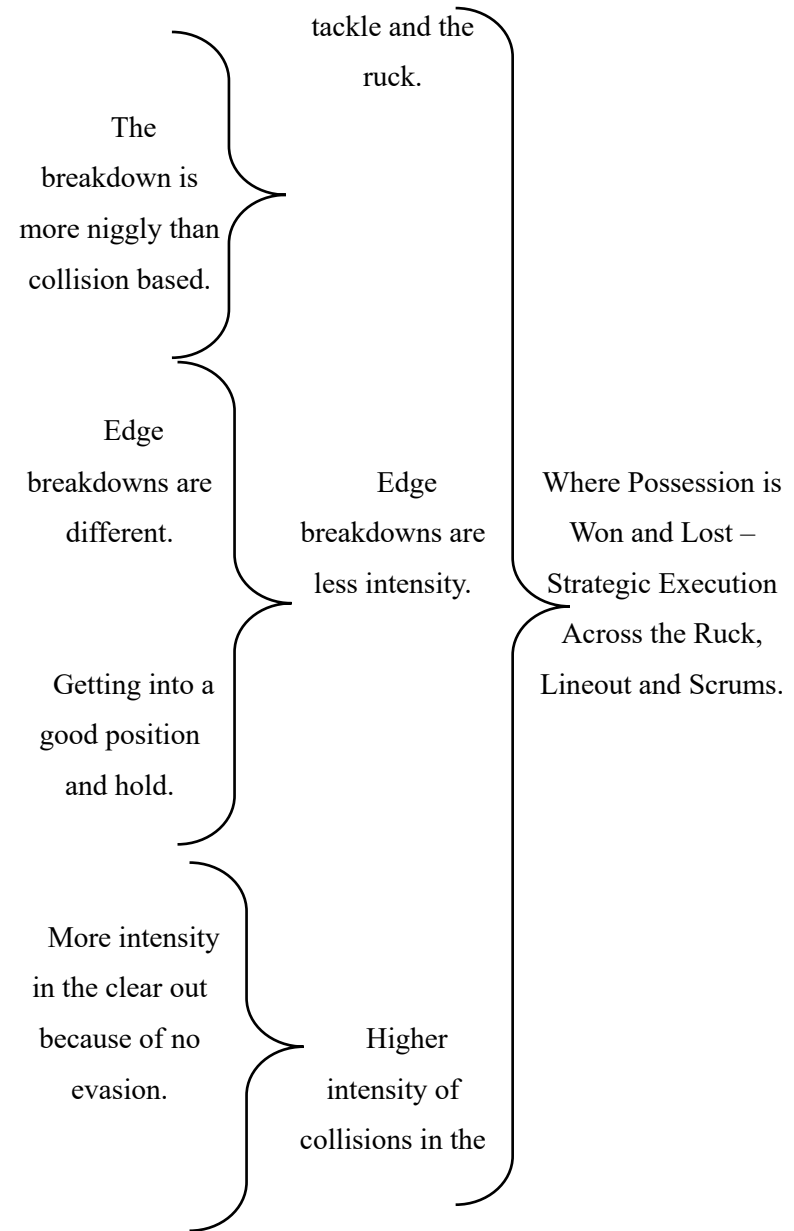 The
breakdown is
more niggly than
collision based.
Edge
breakdowns are
different.
Getting into a
good position
and hold.
More intensity
in the clear out
because of no
evasion.
tackle and the
ruck.
Edge
breakdowns are
less intensity.
Higher
intensity of
collisions in the
Where Possession is
Won and Lost –
Strategic Execution
Across the Ruck,
Lineout and Scrums.